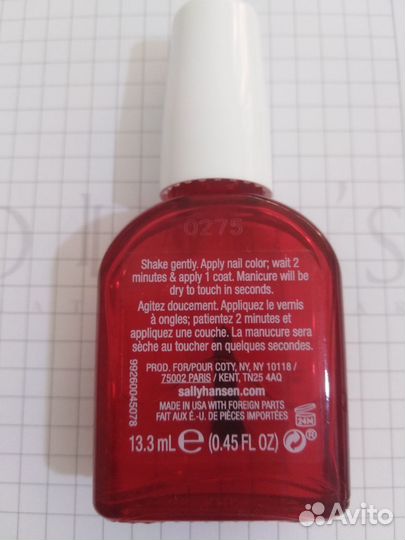 0275
Shake gently. Apply nail color; wait 2
minutes & apply 1 coat. Manicure will be
dry to touch in seconds.
Agitez doucement. Appliquez le vernis
à ongles; patientez 2 minutes et
appliquez une couche. La manucure sera
sèche au toucher en quelques secondes.
PROD. FOR/POUR COTY, NY, NY 10118 /
75002 PARIS / KENT, TN25 4AQ
sallyhansen.com
MADE IN USA WITH FOREIGN PARTS
FAIT AUX É.-U. DE PIÈCES IMPORTÉES
24M
13.3 mL e (0.45 FL OZ)
99260045078
Avito